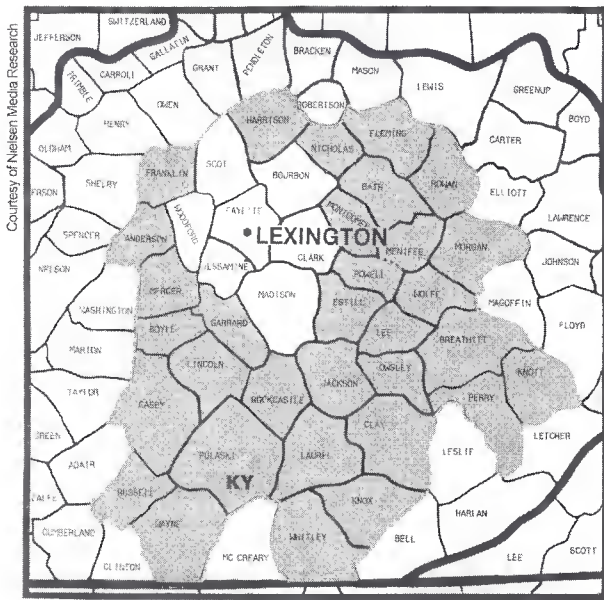 Courtesy of Nielsen Media Research
SWITZERLAND
JEFFERSON
GALLATIN
PENDLETON
BRACKEN
CARROLL
GRANT
MASON
TRIMBLE
LEWIS
GREENUP
OWEN
ROBERTSON
HENRY
HARRISON
BOYD
FLEMING
OLDHAM
NICHOLAS
CARTER
SCOT
FRANKLIN
BOURBON
SHELBY
BATH
ROWAN
ELLIOTT
WOODFORD
FAYETTE
MONTGOMERY
LAWRENCE
SPENCER
ANDERSON
LEXINGTON
MENIFEE
MORGAN
CLARK
JOHNSON
NELSON
JESSAMINE
POWELL
MERCER
MADISON
WOLFE
MAGOFFIN
WASHINGTON
ESTILL
FLOYD
BOYLE
GARRARD
LEE
BREATHITT
MARION
LINCOLN
OWSLEY
KNOTT
JACKSON
TAYLOR
CASEY
ROCKCASTLE
PERRY
CLAY
GREEN
LETCHER
PULASKI
LAUREL
LESLIE
ADAIR
KY
RUSSELL
KNOX
HARLAN
WAYNE
CUMBERLAND
WHITLEY
BELL
MC CREARY
LEE
SCOTT
CLINTON